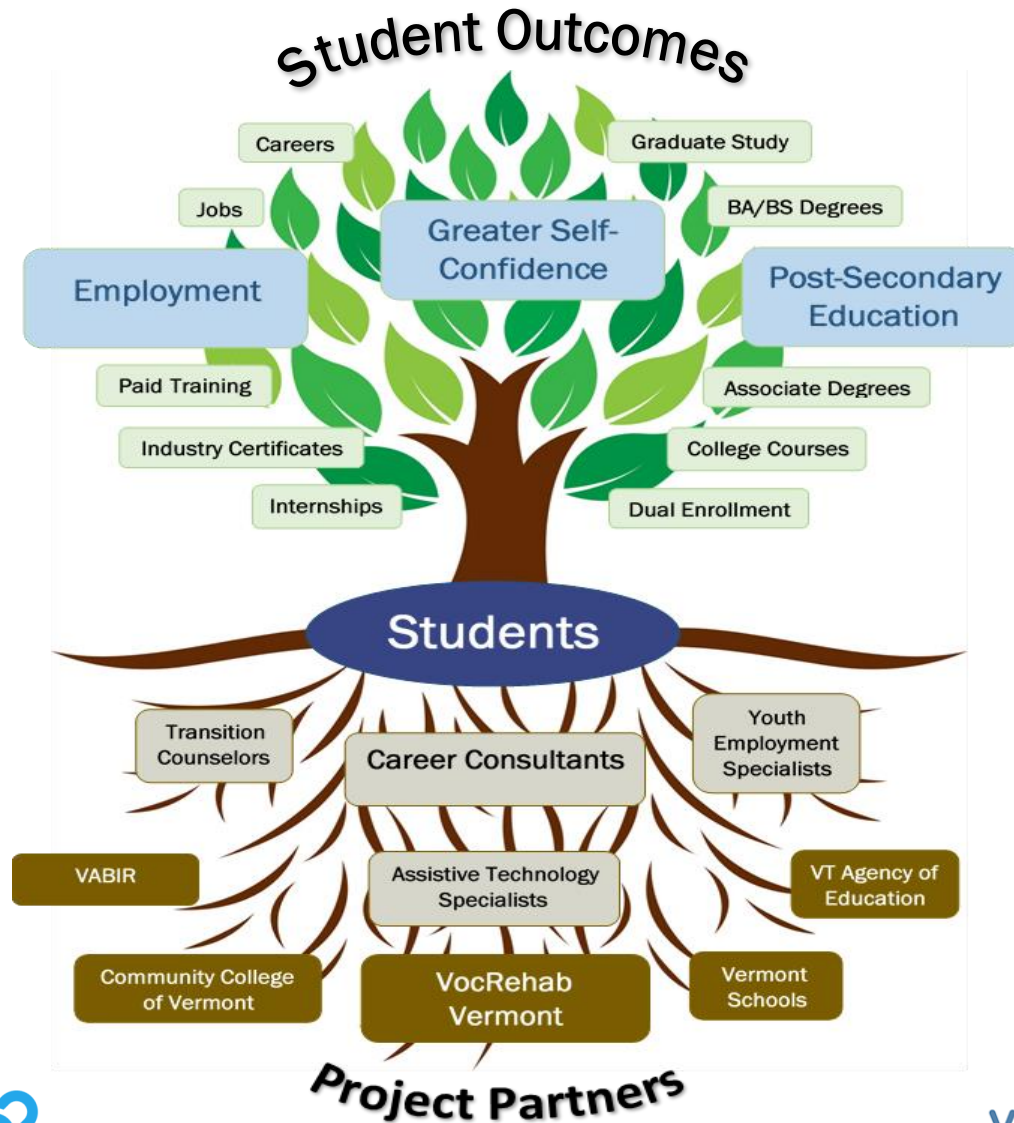 Student Outcomes
Careers
Graduate Study
Jobs
BA/BS Degrees
Greater Self-
Confidence
Employment
Post-Secondary
Education
Paid Training
Associate Degrees
Industry Certificates
College Courses
Internships
Dual Enrollment
Students
Transition
Counselors
Career Consultants
Youth
Employment
Specialists
VABIR
Assistive Technology
Specialists
VT Agency of
Education
Community College
of Vermont
VocRehab
Vermont
Vermont
Schools
Project Partners